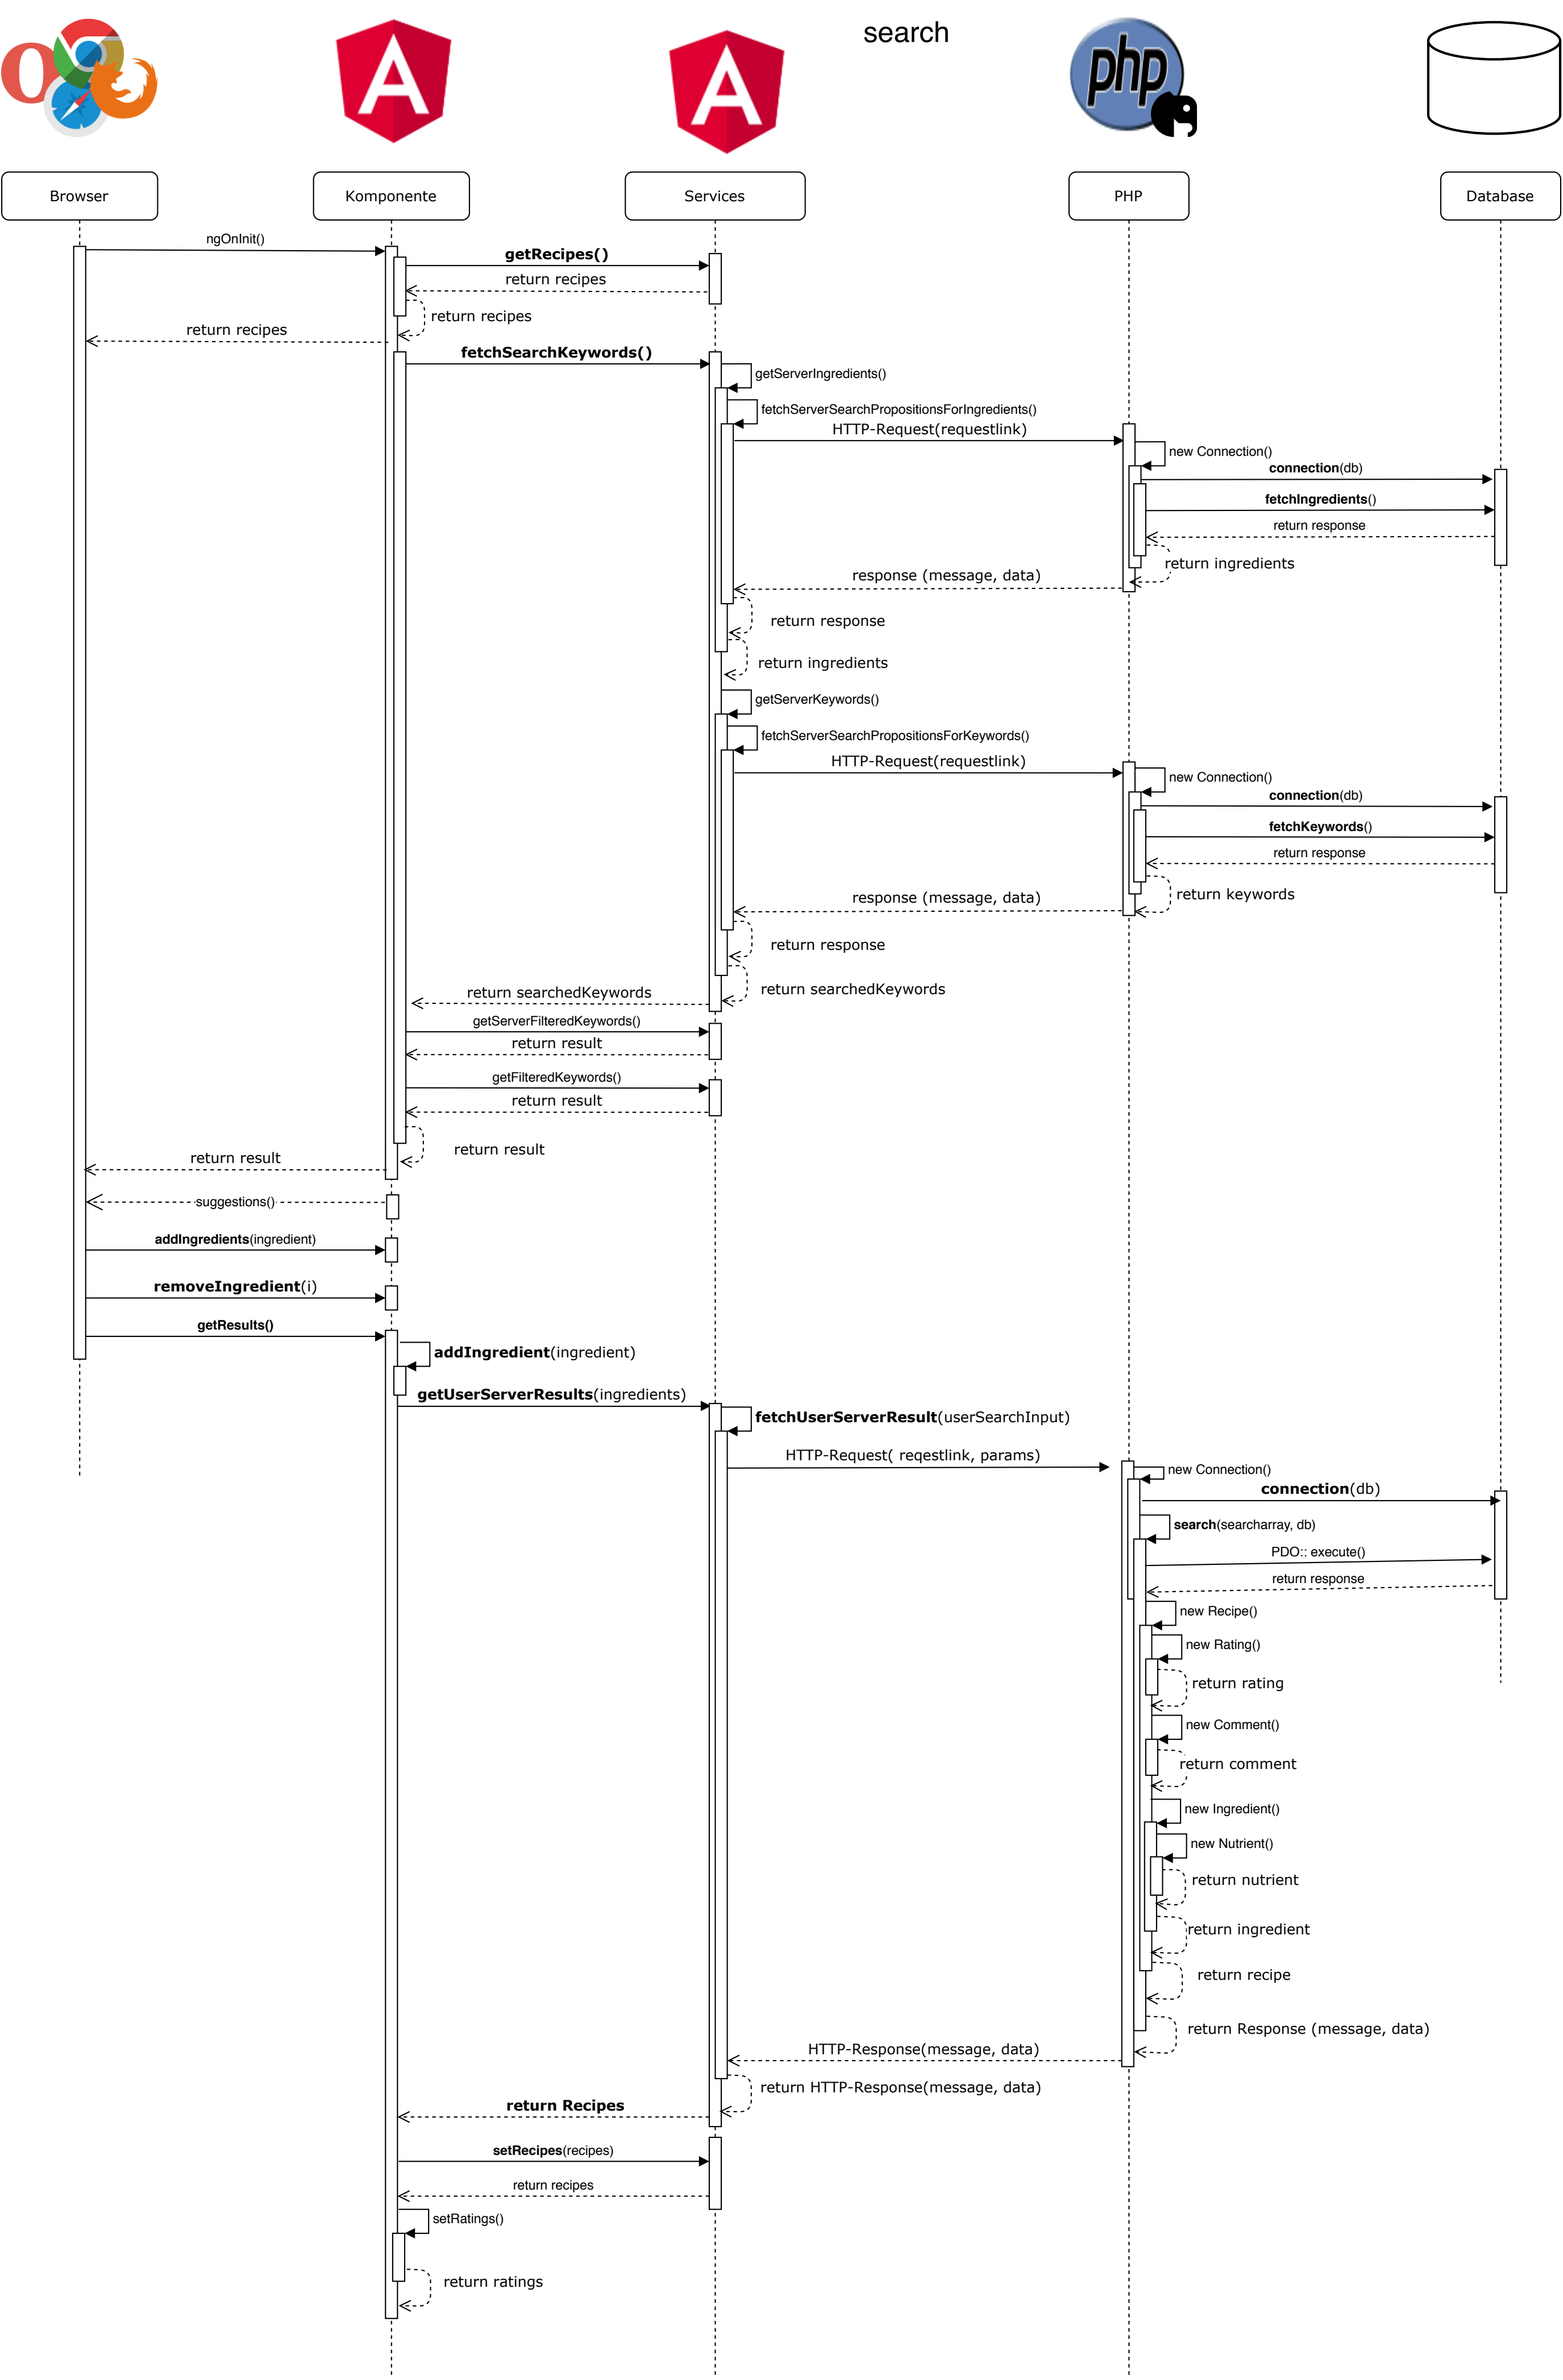 search
O
A
A
php
Browser
Komponente
Services
PHP
Database
ngOnInit()
getRecipes()
return recipes
return recipes
return recipes
fetchSearchKeywords()
getServerIngredients()
fetchServerSearchPropositionsForIngredients()
HTTP-Request(requestlink)
new Connection()
connection(db)
fetchIngredients()
return response
return ingredients
response (message, data)
return response
return ingredients
getServerKeywords()
fetchServerSearchPropositionsForKeywords()
HTTP-Request(requestlink)
new Connection()
connection(db)
fetchKeywords()
return response
return keywords
response (message, data)
return response
return searchedKeywords
return searchedKeywords
getServerFilteredKeywords()
return result
getFilteredKeywords()
return result
return result
return result
suggestions()
addIngredients(ingredient)
removeIngredient(i)
getResults()
addIngredient(ingredient)
getUserServerResults(ingredients)
fetchUserServerResult(userSearchInput)
HTTP-Request( reqestlink, params)
new Connection()
connection(db)
search(searcharray, db)
PDO:: execute()
return response
new Recipe()
new Rating()
return rating
new Comment()
return comment
new Ingredient()
new Nutrient()
return nutrient
return ingredient
return recipe
return Response (message, data)
HTTP-Response(message, data)
return HTTP-Response(message, data)
return Recipes
setRecipes(recipes)
return recipes
setRatings()
return ratings